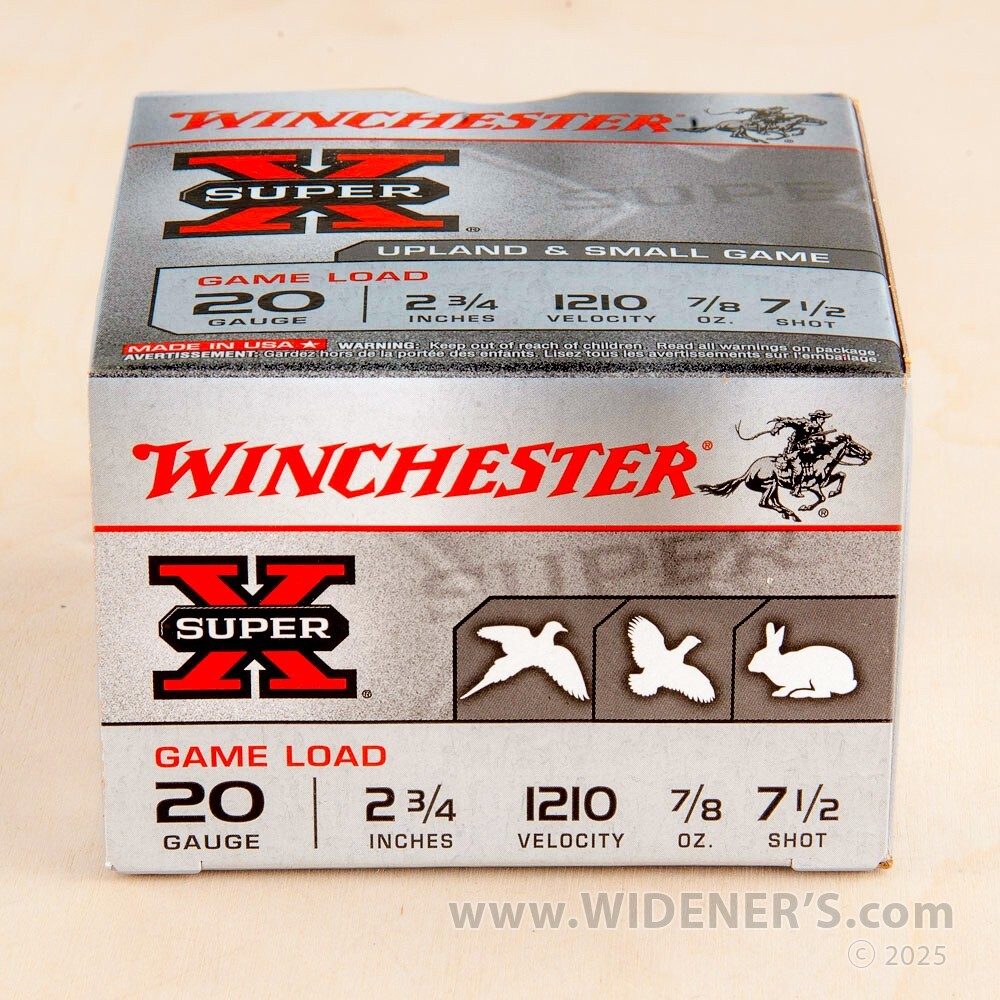 WINCHESTER ®
SUPER X ®
SUPER
UPLAND & SMALL GAME
GAME LOAD
20 2 3/4 1210 7/8 7 1/2
GAUGE INCHES VELOCITY OZ. SHOT
MADE IN USA ★ WARNING: Keep out of reach of children. Read all warnings on package.
AVERTISSEMENT: Gardez hors de la portée des enfants. Lisez tous les avertissements sur l'emballage.
WINCHESTER ® ®
SUPER
SUPER X ®
GAME LOAD
20 2 3/4 1210 7/8 7 1/2
GAUGE INCHES VELOCITY OZ. SHOT
www.WIDENER'S.com
© 2025